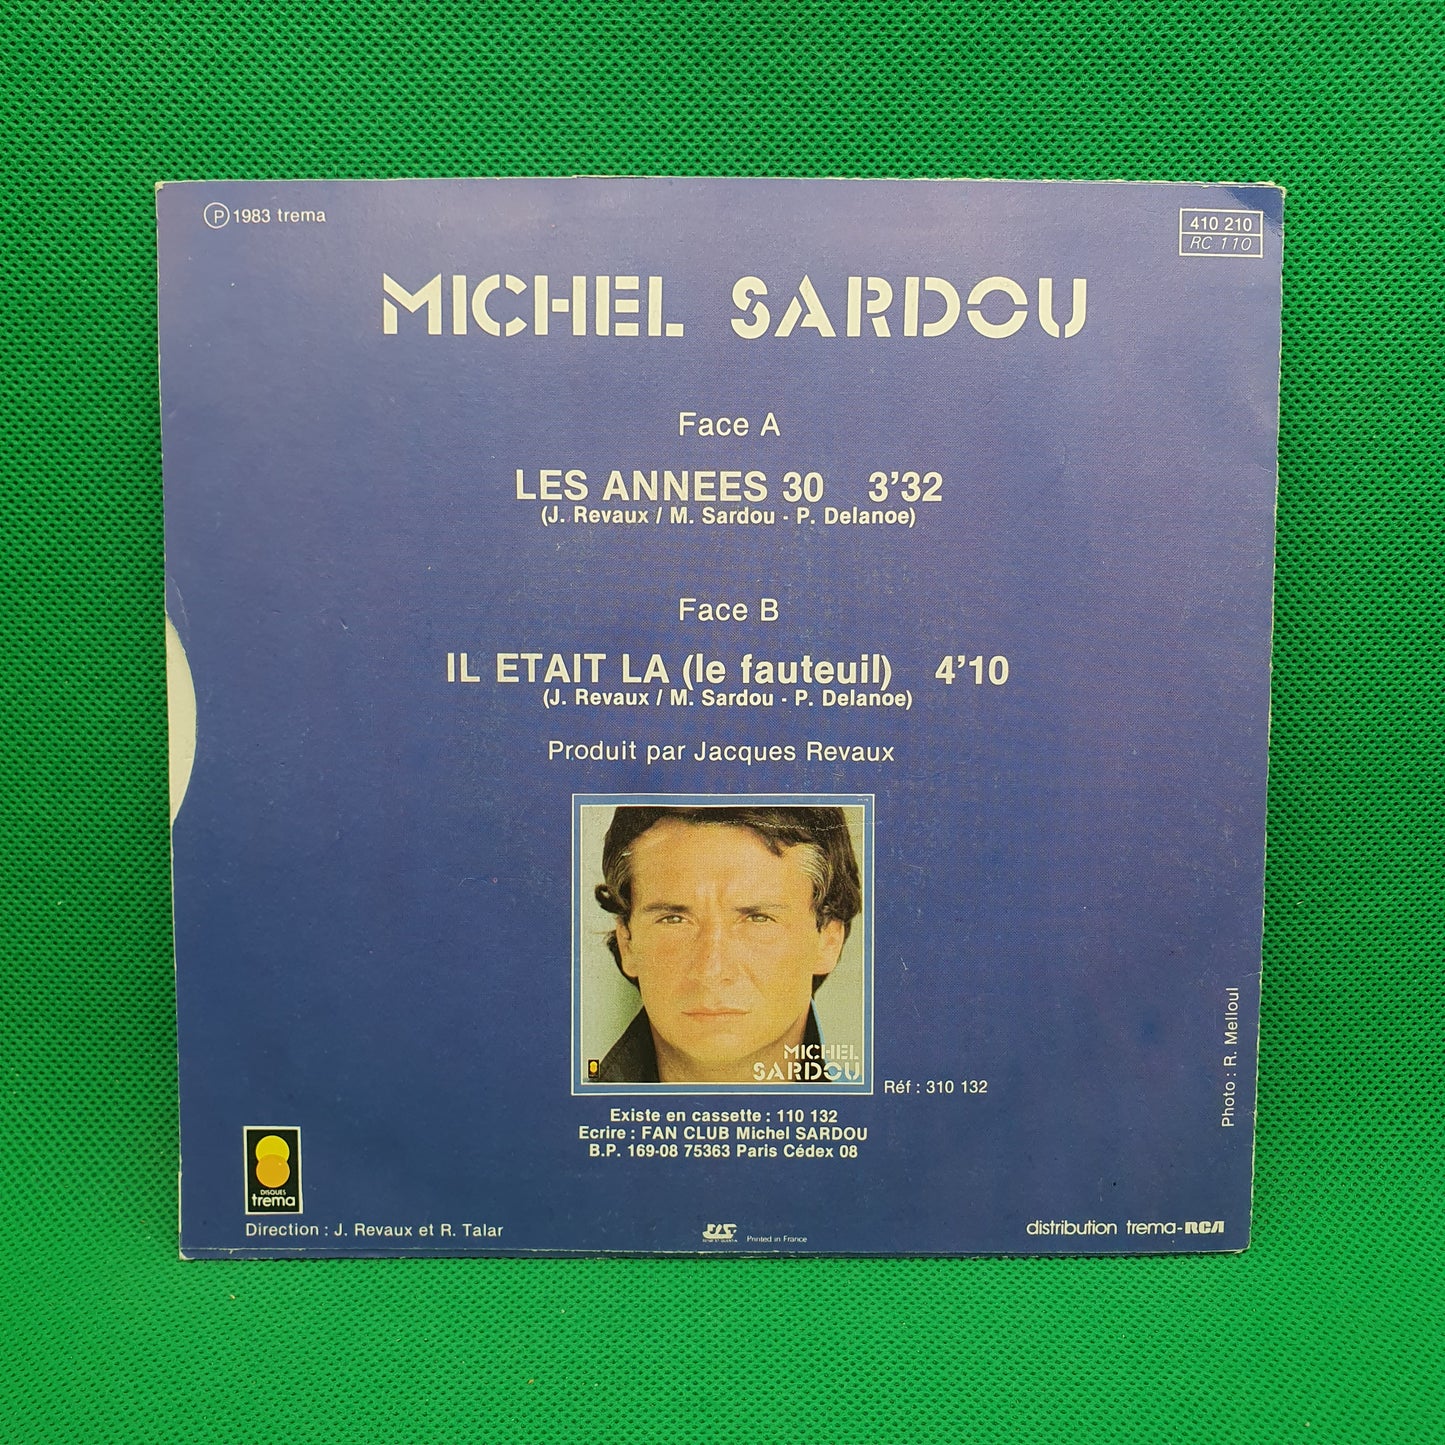 Ⓟ 1983 trema
410 210
RC 110
MICHEL SARDOU
Face A
LES ANNEES 30 3'32
(J. Revaux / M. Sardou - P. Delanoe)
Face B
IL ETAIT LA (le fauteuil) 4'10
(J. Revaux / M. Sardou - P. Delanoe)
Produit par Jacques Revaux
MICHEL
SARDOU
Réf : 310 132
Existe en cassette : 110 132
Ecrire : FAN CLUB Michel SARDOU
B.P. 169-08 75363 Paris Cédex 08
Photo : R. Melloul
DISQUES
trema
Direction : J. Revaux et R. Talar
Printed in France
distribution trema-RCA